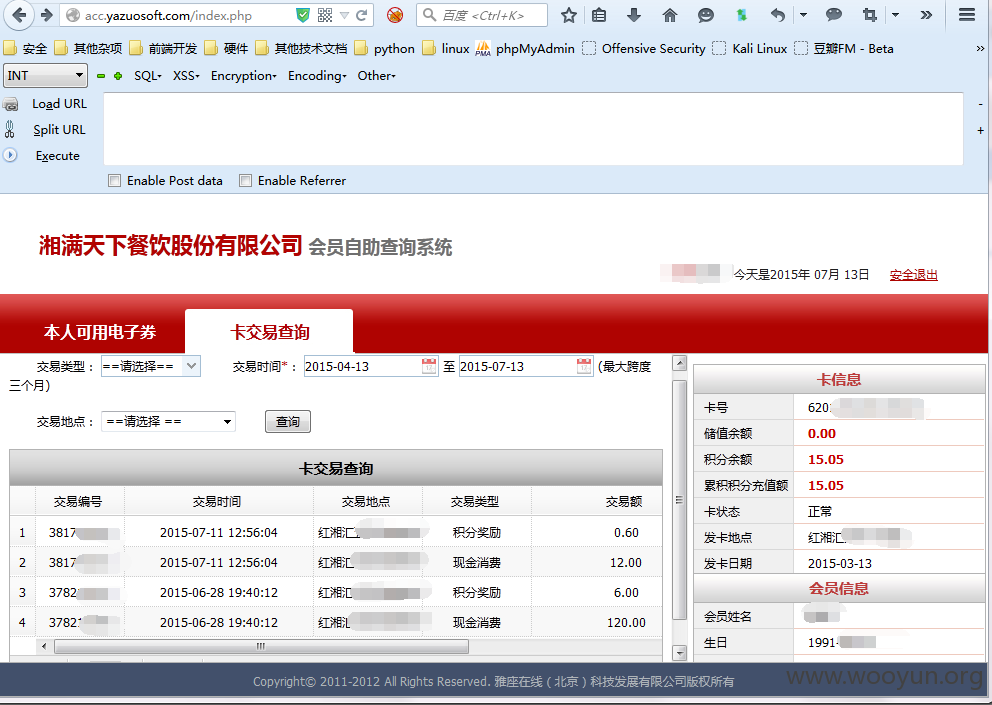 acc.yazuosoft.com/index.php 百度 <Ctrl+K>
安全 其他杂项 前端开发 硬件 其他技术文档 python linux phpMyAdmin Offensive Security Kali Linux 豆瓣FM - Beta »
INT SQL▾ XSS▾ Encryption▾ Encoding▾ Other▾
Load URL
Split URL
Execute
Enable Post data Enable Referrer
湘满天下餐饮股份有限公司 会员自助查询系统
今天是2015年 07月 13日 安全退出
本人可用电子券 卡交易查询
交易类型： ==请选择== 交易时间*： 2015-04-13 至 2015-07-13 (最大跨度
三个月)
交易地点： ==请选择 == 查询
卡交易查询
交易编号 交易时间 交易地点 交易类型 交易额
1 3817 2015-07-11 12:56:04 红湘汇 积分奖励 0.60
2 3817 2015-07-11 12:56:04 红湘汇 现金消费 12.00
3 3782 2015-06-28 19:40:12 红湘汇 积分奖励 6.00
4 3782 2015-06-28 19:40:12 红湘汇 现金消费 120.00
卡信息
卡号 620
储值余额 0.00
积分余额 15.05
累积积分充值额 15.05
卡状态 正常
发卡地点 红湘汇
发卡日期 2015-03-13
会员信息
会员姓名
生日 1991-
Copyright© 2011-2012 All Rights Reserved. 雅座在线（北京）科技发展有限公司版权所有
www.wooyun.org